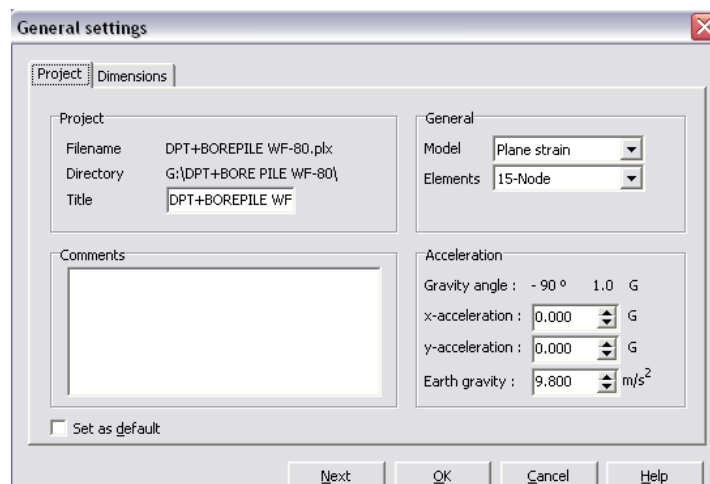 General settings
Project Dimensions
Project
Filename DPT+BOREPILE WF-80.plx
Directory G:\DPT+BORE PILE WF-80\
Title DPT+BOREPILE WF
General
Model Plane strain
Elements 15-Node
Comments
Acceleration
Gravity angle : - 90 º 1.0 G
x-acceleration : 0.000 G
y-acceleration : 0.000 G
Earth gravity : 9.800 m/s²
Set as default
Next OK Cancel Help